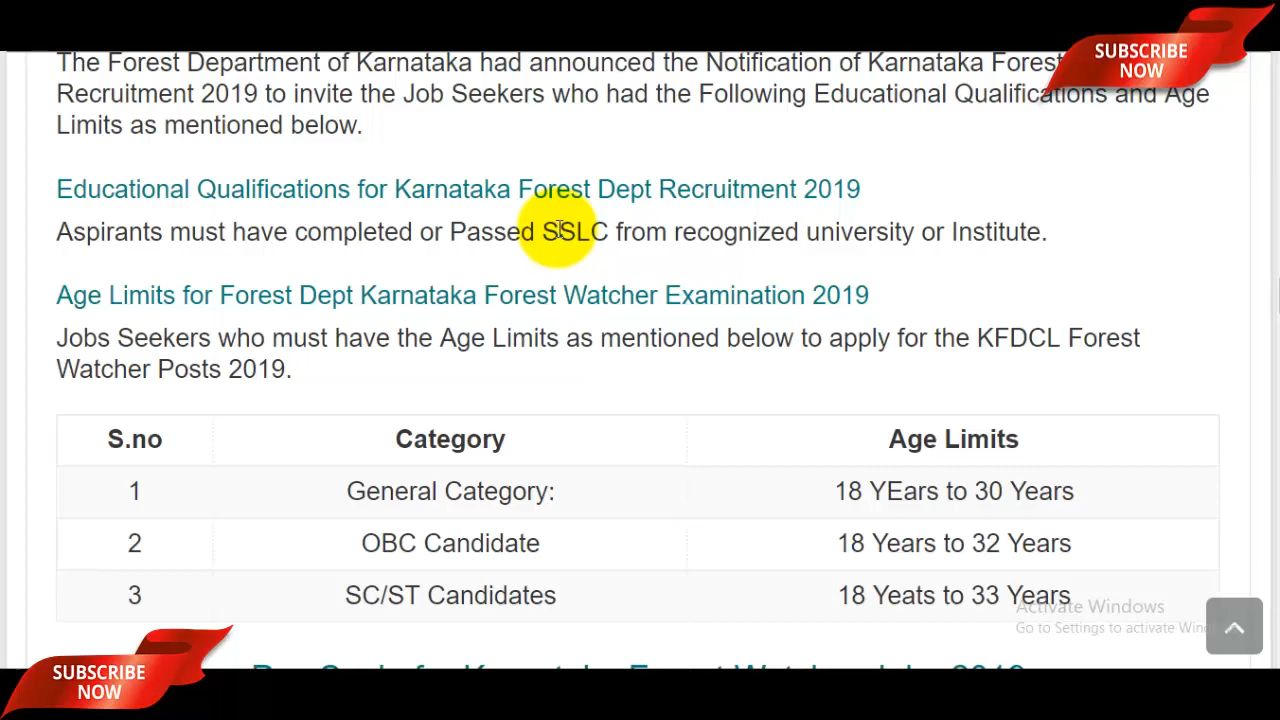 SUBSCRIBE
NOW
The Forest Department of Karnataka had announced the Notification of Karnataka Forest
Recruitment 2019 to invite the Job Seekers who had the Following Educational Qualifications and Age
Limits as mentioned below.
Educational Qualifications for Karnataka Forest Dept Recruitment 2019
Aspirants must have completed or Passed SSLC from recognized university or Institute.
Age Limits for Forest Dept Karnataka Forest Watcher Examination 2019
Jobs Seekers who must have the Age Limits as mentioned below to apply for the KFDCL Forest
Watcher Posts 2019.
S.no Category Age Limits
1 General Category: 18 YEars to 30 Years
2 OBC Candidate 18 Years to 32 Years
3 SC/ST Candidates 18 Yeats to 33 Years
Activate Windows
Go to Settings to activate
SUBSCRIBE
NOW